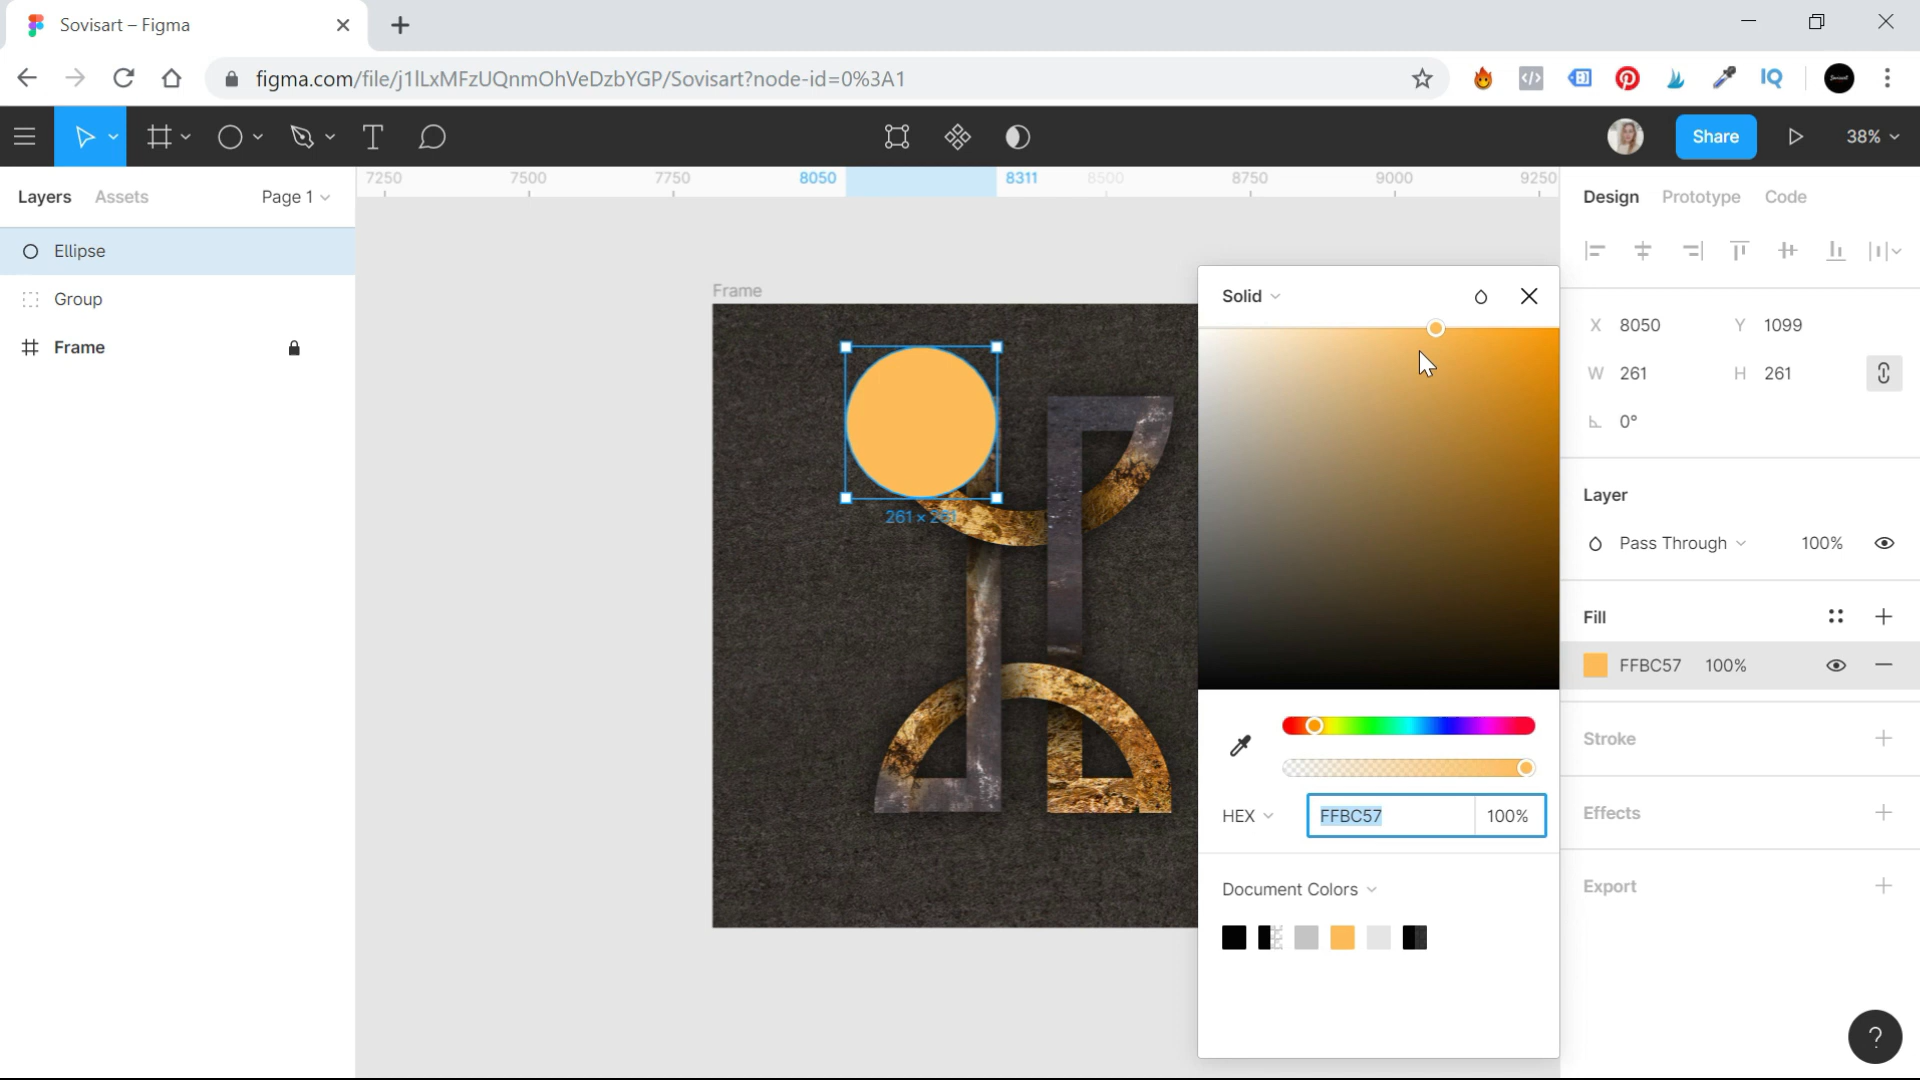 Sovisart – Figma
figma.com/file/j1lLxMFzUQnmOhVeDzbYGP/Sovisart?node-id=0%3A1
Share
38%
Layers Assets Page 1
7250 7500 7750 8050 8311 8500 8750 9000 9250
Design Prototype Code
Ellipse
Group
Frame
Frame
261 × 261
Solid
X 8050 Y 1099
W 261 H 261
0°
Layer
Pass Through 100%
Fill
FFBC57 100%
Stroke
HEX FFBC57 100%
Effects
Document Colors
Export
?